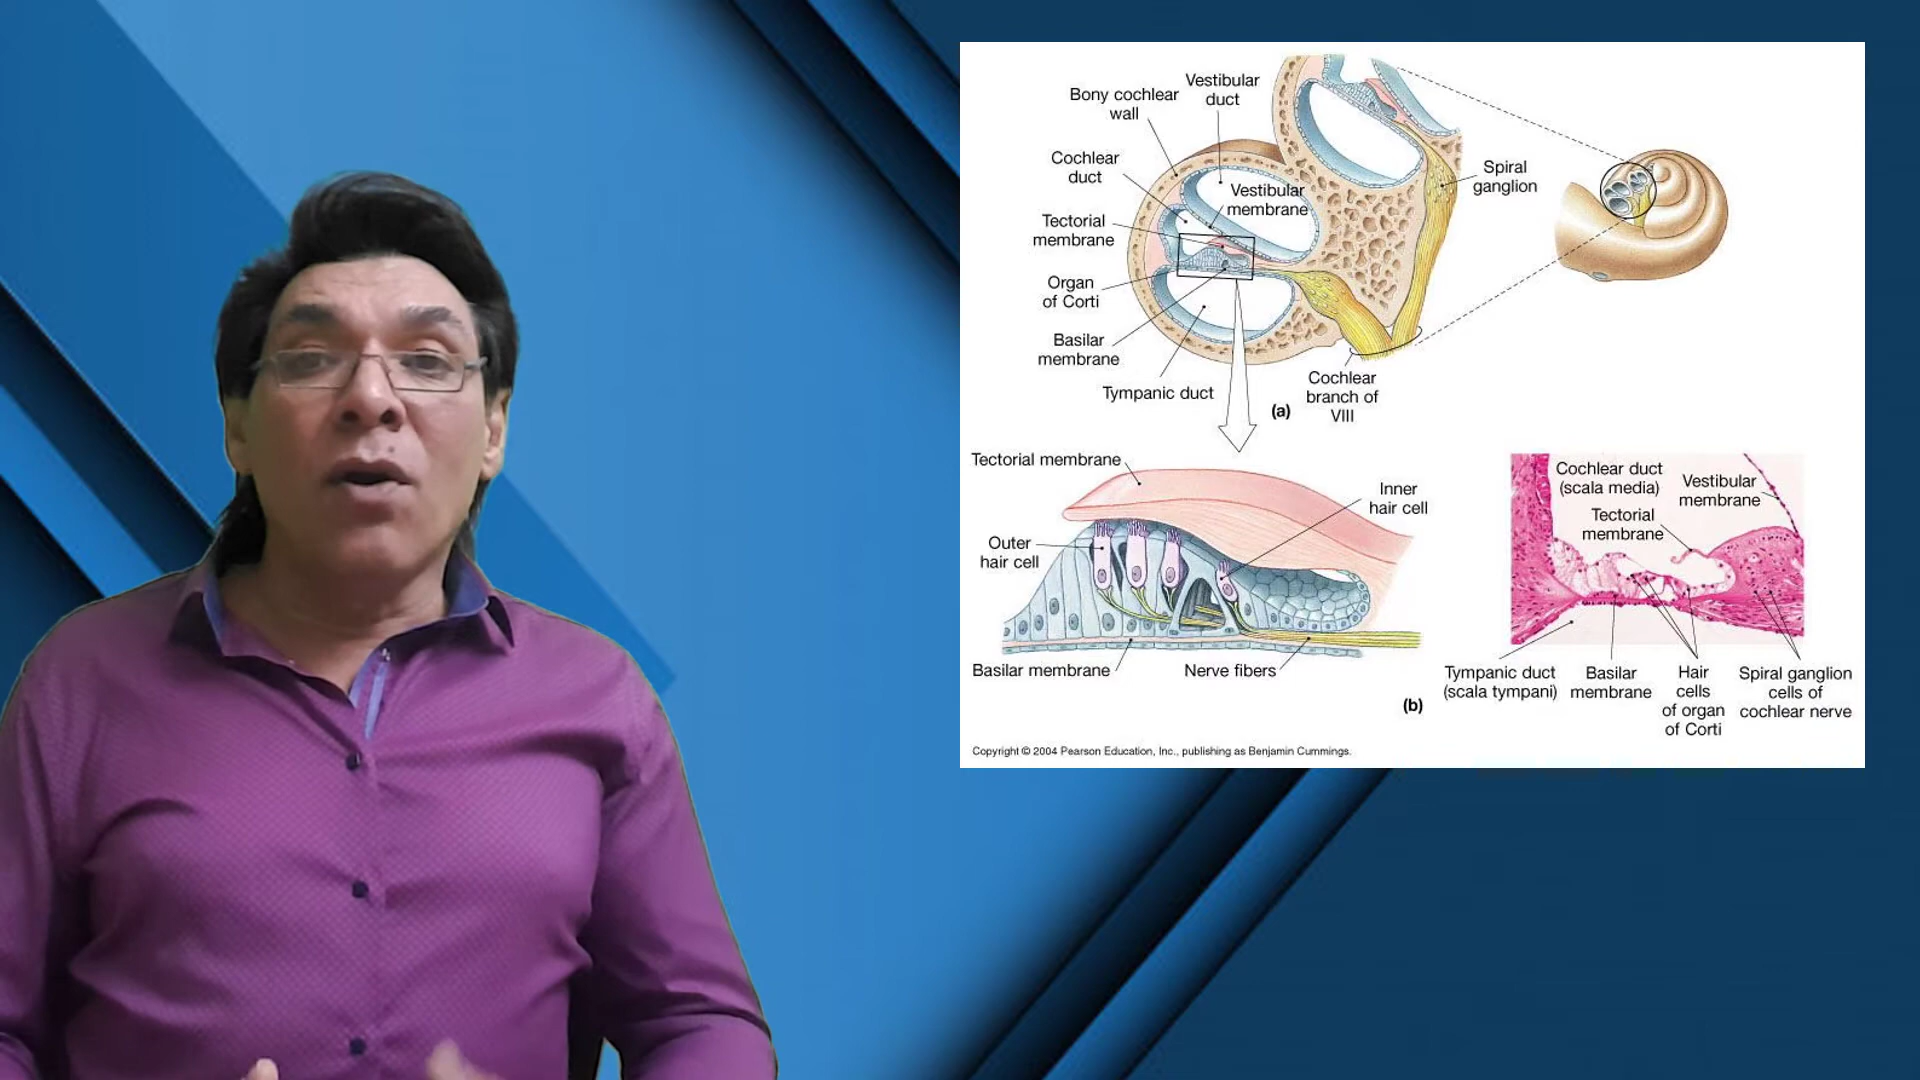 Vestibular
duct
Bony cochlear
wall
Cochlear
duct
Vestibular
membrane
Spiral
ganglion
Tectorial
membrane
Organ
of Corti
Basilar
membrane
Tympanic duct
Cochlear
branch of
VIII
(a)
Tectorial membrane
Inner
hair cell
Outer
hair cell
Basilar membrane
Nerve fibers
Cochlear duct
(scala media)
Vestibular
membrane
Tectorial
membrane
Tympanic duct
(scala tympani)
Basilar
membrane
Hair
cells
of organ
of Corti
Spiral ganglion
cells of
cochlear nerve
(b)
Copyright © 2004 Pearson Education, Inc., publishing as Benjamin Cummings.